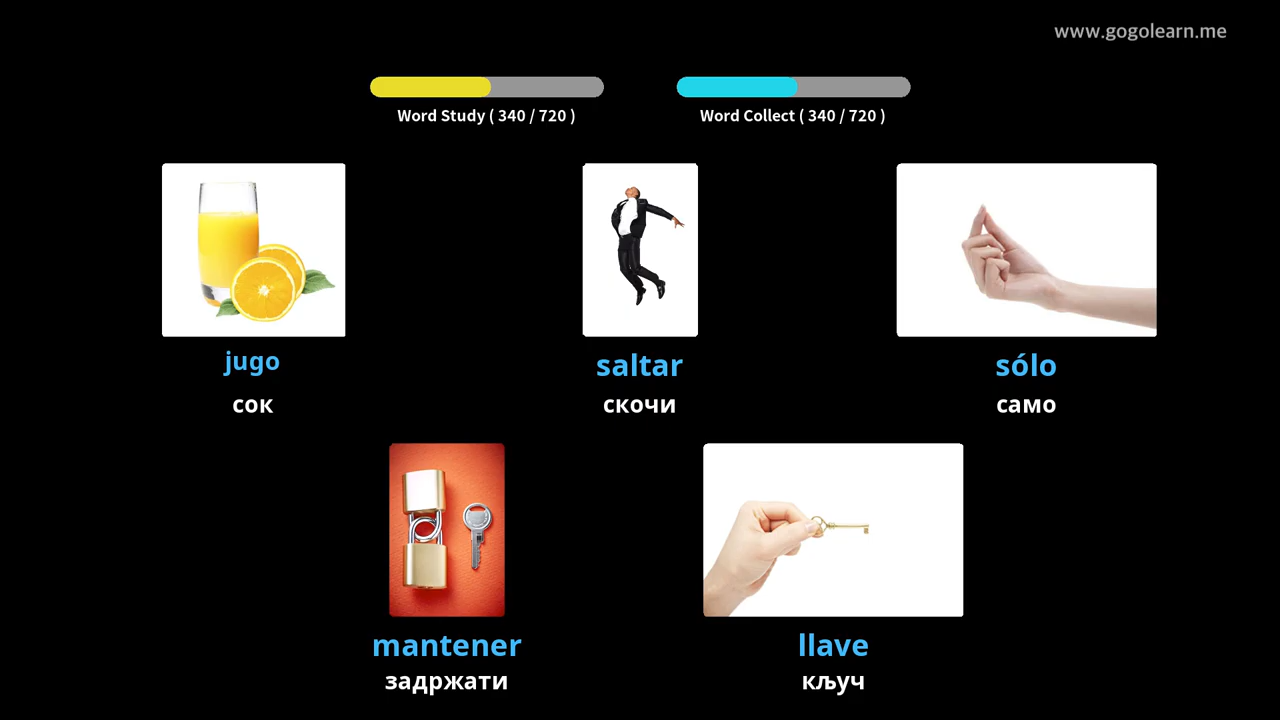 www.gogolearn.me
Word Study ( 340 / 720 )
Word Collect ( 340 / 720 )
jugo
saltar
sólo
сок
скочи
само
mantener
llave
задржати
кључ